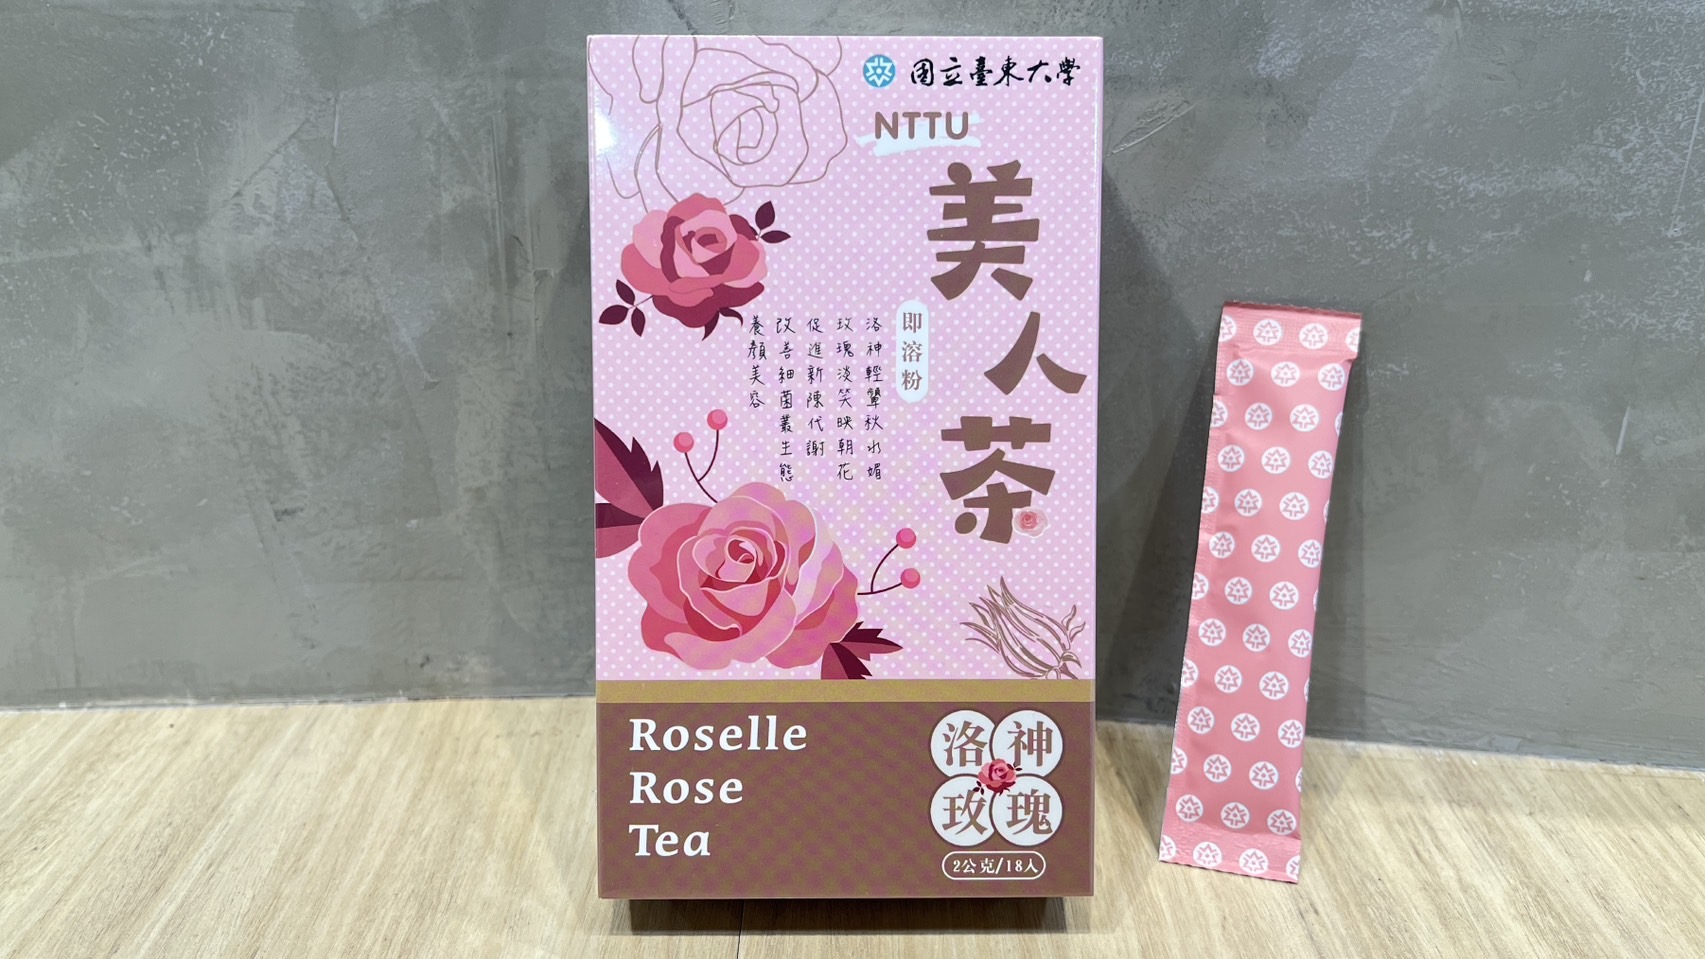 国立臺東大學
NTTU
美人茶
即溶粉
洛神輕顰秋水媚
玫瑰淡笑映朝花
促進新陳代謝
改善細菌叢生態
養顏美容
Roselle
Rose
Tea
洛神
玫瑰
2公克/18入